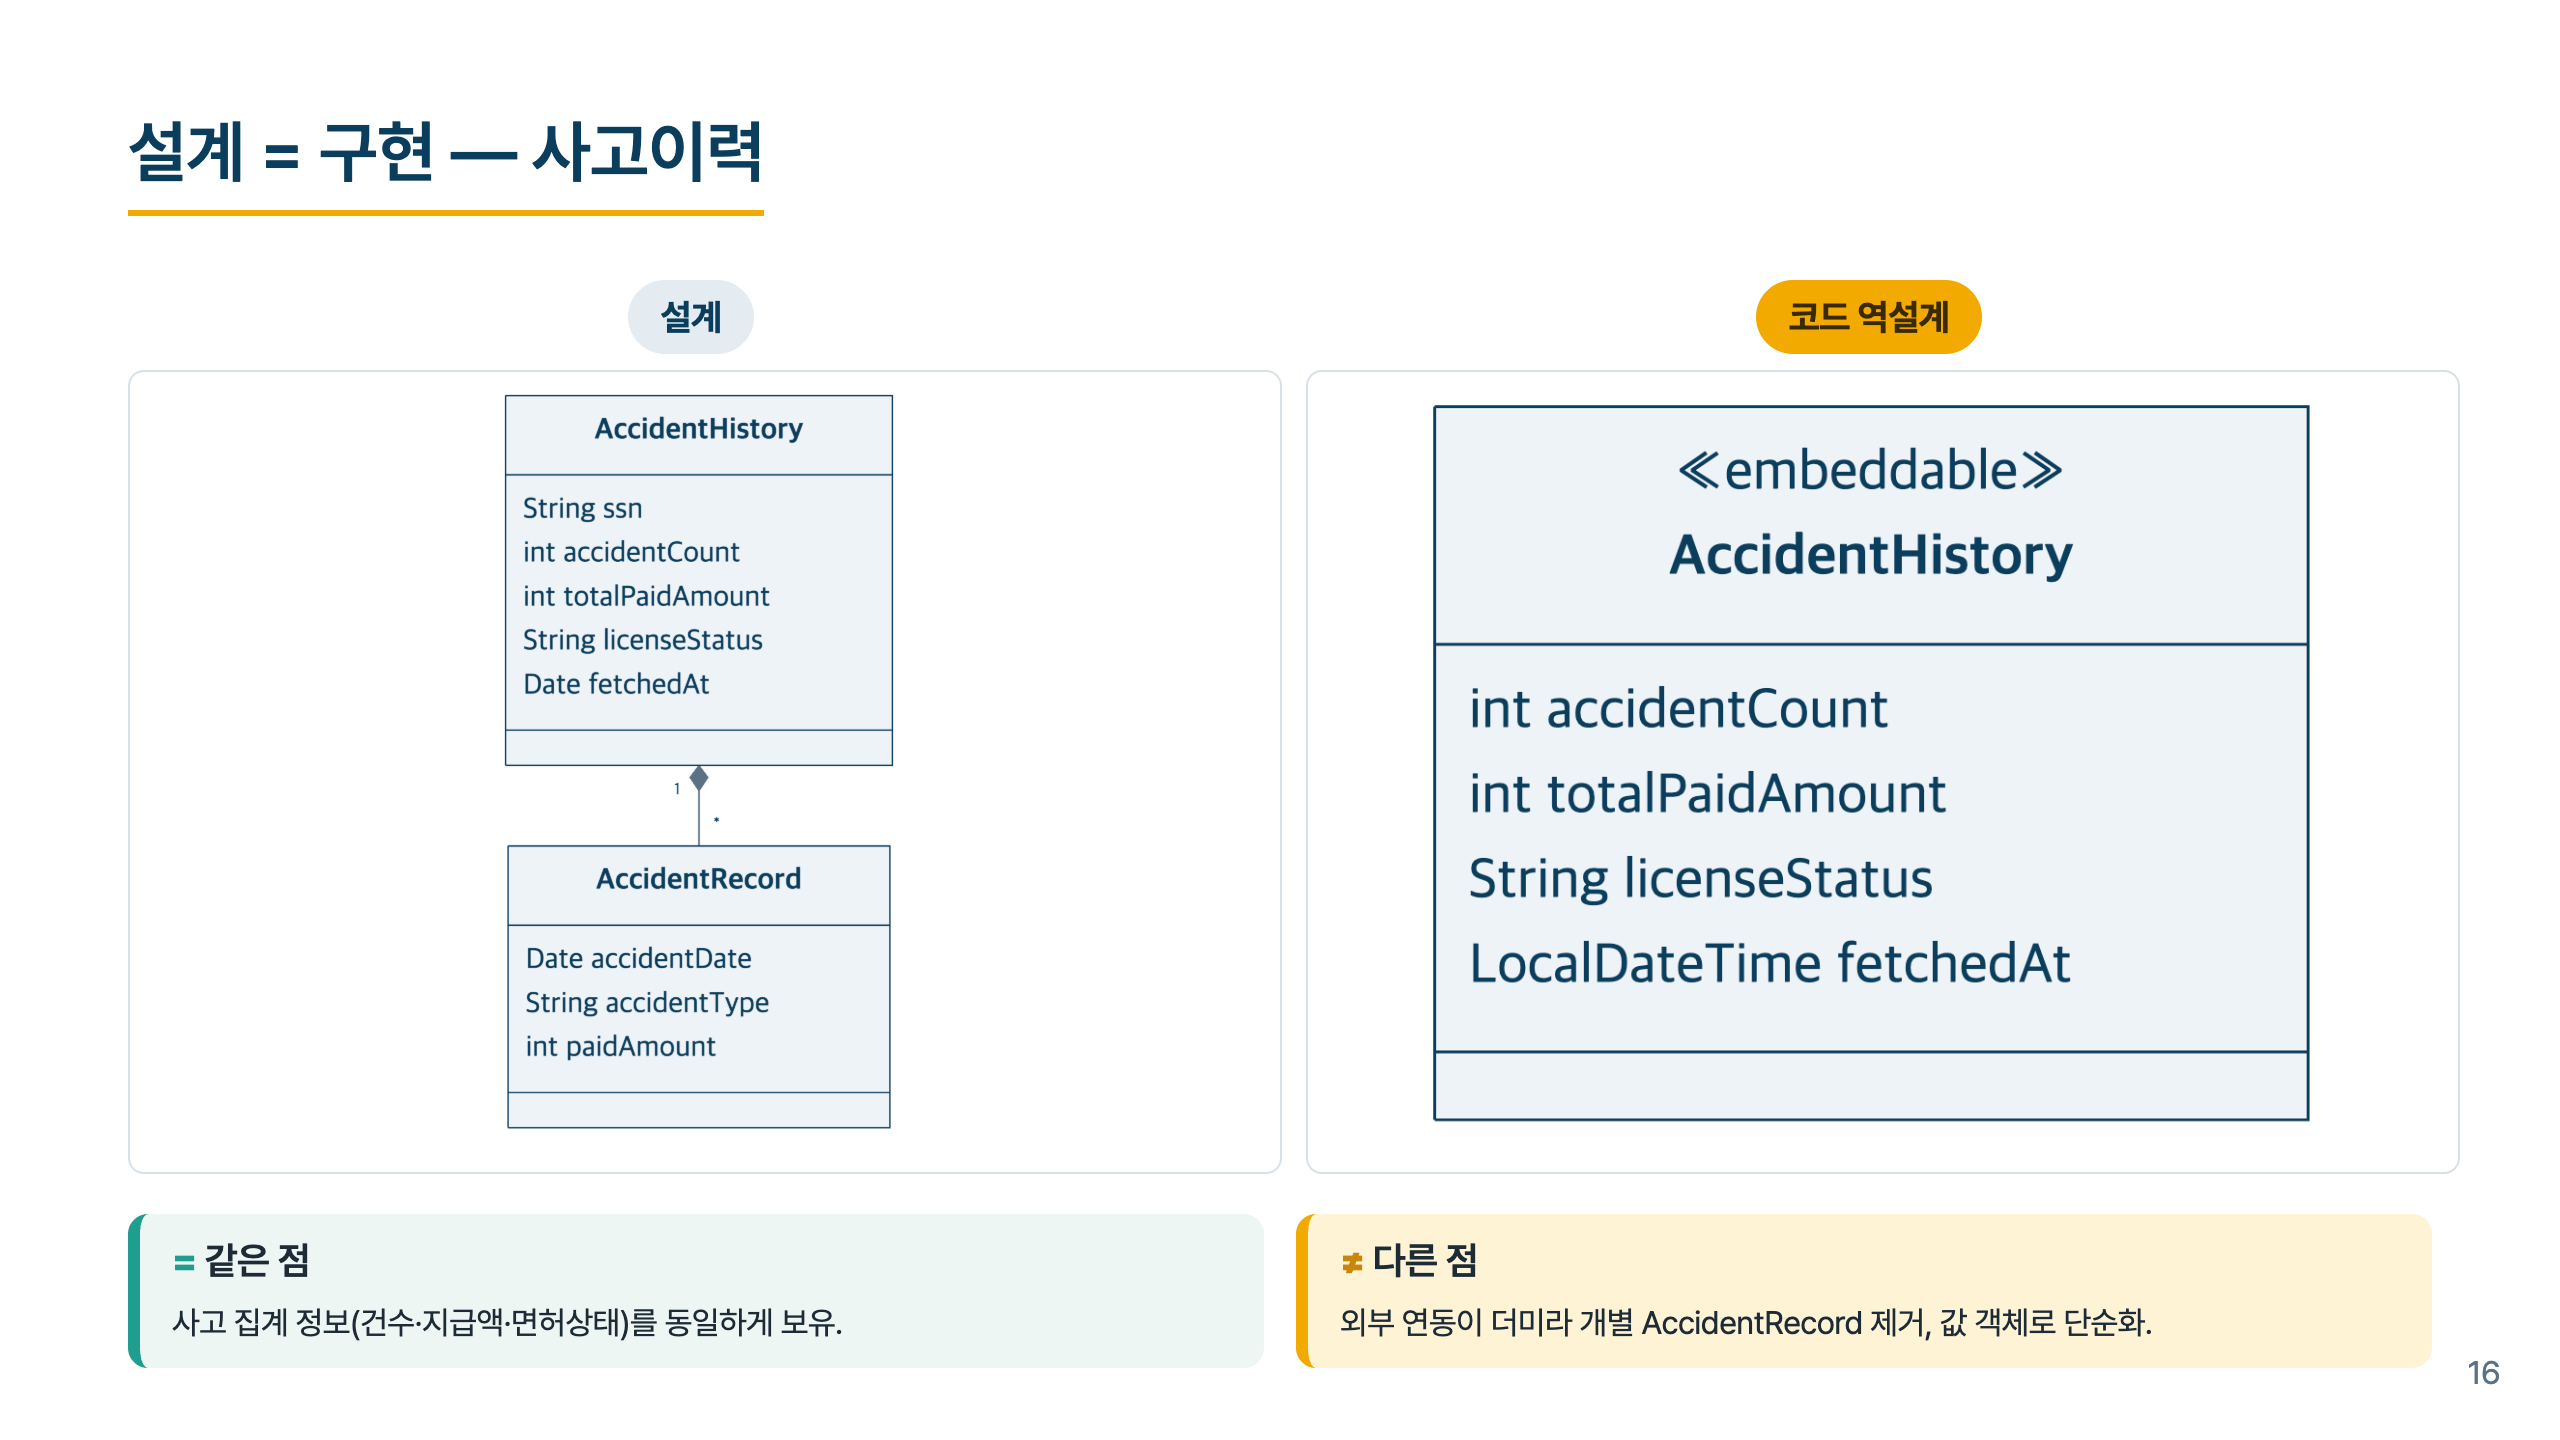 설계 = 구현 — 사고이력
설계
AccidentHistory
String ssn
int accidentCount
int totalPaidAmount
String licenseStatus
Date fetchedAt
1
*
AccidentRecord
Date accidentDate
String accidentType
int paidAmount
코드 역설계
≪embeddable≫
AccidentHistory
int accidentCount
int totalPaidAmount
String licenseStatus
LocalDateTime fetchedAt
= 같은 점
사고 집계 정보(건수·지급액·면허상태)를 동일하게 보유.
≠ 다른 점
외부 연동이 더미라 개별 AccidentRecord 제거, 값 객체로 단순화.
16